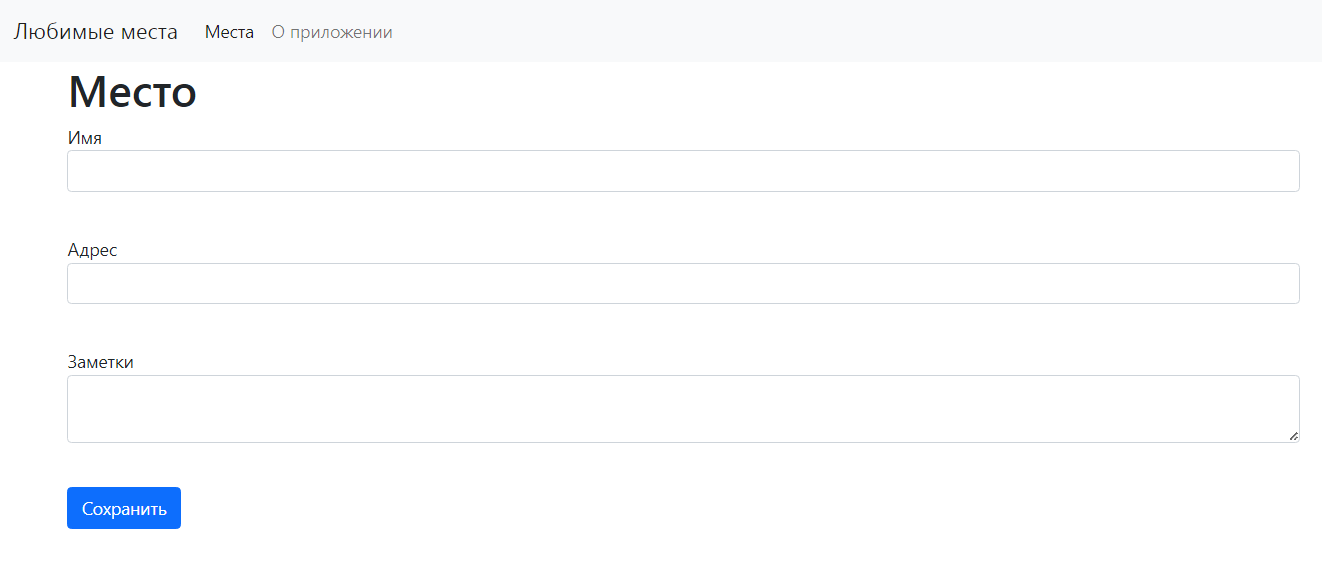 Любимые места Места О приложении
Место
Имя
Адрес
Заметки
Сохранить